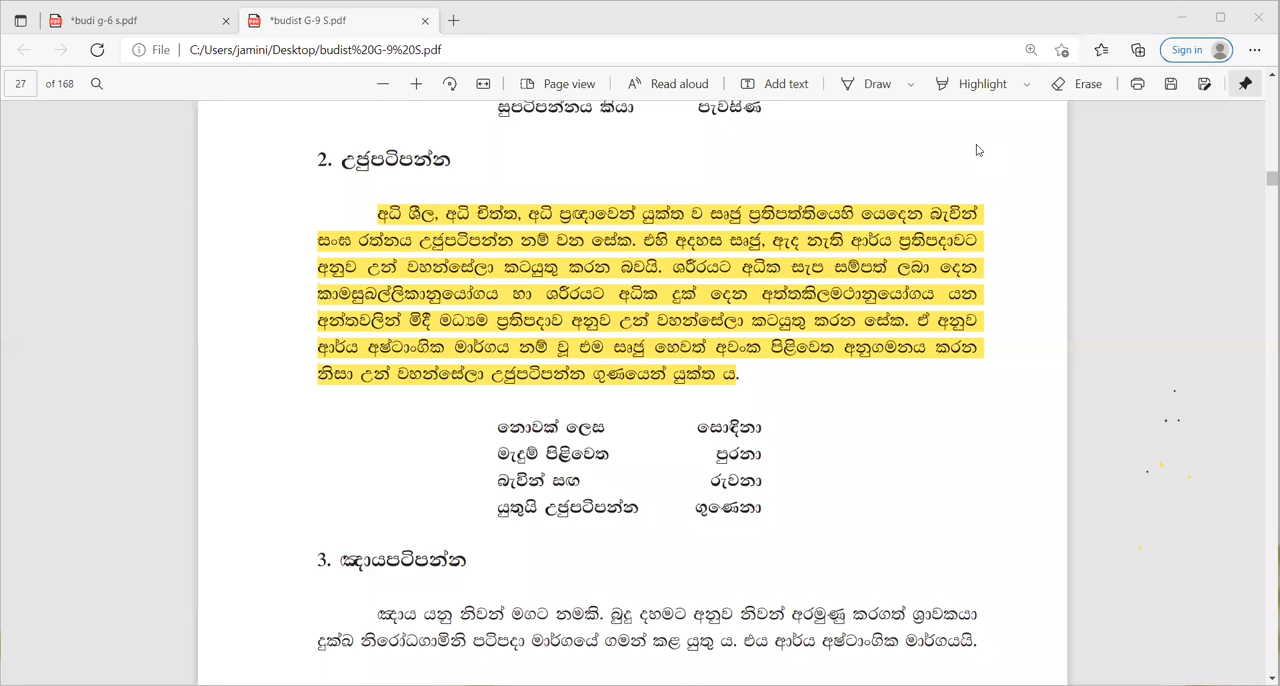 *budi g-6 s.pdf
*budist G-9 S.pdf
File | C:/Users/jamini/Desktop/budist%20G-9%20S.pdf
Sign in
27 of 168
Page view
Read aloud
Add text
Draw
Highlight
Erase
සුපටිපන්නය කියා පැවසිණ
2. උජුපටිපන්න
අධි ශීල, අධි චිත්ත, අධි ප්‍රඥාවෙන් යුක්ත ව සෘජු ප්‍රතිපත්තියෙහි යෙදෙන බැවින්
සංඝ රත්නය උජුපටිපන්න නම් වන සේක. එහි අදහස සෘජු, ඇද නැති ආර්ය ප්‍රතිපදාවට
අනුව උන් වහන්සේලා කටයුතු කරන බවයි. ශරීරයට අධික සැප සම්පත් ලබා දෙන
කාමසුඛල්ලිකානුයෝගය හා ශරීරයට අධික දුක් දෙන අත්තකිලමථානුයෝගය යන
අන්තවලින් මිදී මධ්‍යම ප්‍රතිපදාව අනුව උන් වහන්සේලා කටයුතු කරන සේක. ඒ අනුව
ආර්ය අෂ්ටාංගික මාර්ගය නම් වූ එම සෘජු හෙවත් අවංක පිළිවෙත අනුගමනය කරන
නිසා උන් වහන්සේලා උජුපටිපන්න ගුණයෙන් යුක්ත ය.
නොවක් ලෙස සොඳිනා
මැදුම් පිළිවෙත පුරනා
බැවින් සඟ රුවනා
යුතුයි උජුපටිපන්න ගුණෙනා
3. ඤායපටිපන්න
ඤාය යනු නිවන් මගට නමකි. බුදු දහමට අනුව නිවන් අරමුණු කරගත් ශ්‍රාවකයා
දුක්ඛ නිරෝධගාමිනි පටිපදා මාර්ගයේ ගමන් කළ යුතු ය. එය ආර්ය අෂ්ටාංගික මාර්ගයයි.